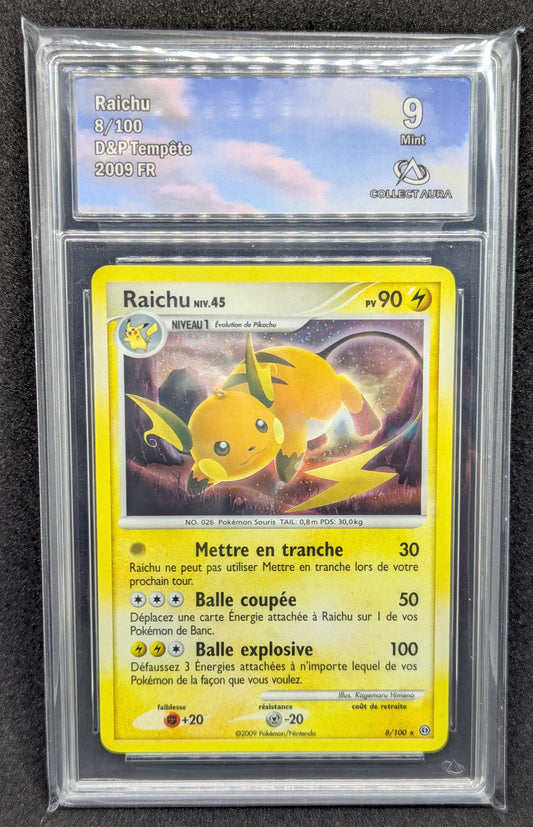 Raichu
8/100
D&P Tempête
2009 FR
9
Mint
COLLECT AURA
Raichu NIV.45
PV 90
NIVEAU 1 Évolution de Pikachu
NO. 026 Pokémon Souris TAIL: 0,8m PDS: 30,0kg
Mettre en tranche 30
Raichu ne peut pas utiliser Mettre en tranche lors de votre
prochain tour.
Balle coupée 50
Déplacez une carte Énergie attachée à Raichu sur 1 de vos
Pokémon de Banc.
Balle explosive 100
Défaussez 3 Énergies attachées à n'importe lequel de vos
Pokémon de la façon que vous voulez.
Illus. Kagemaru Himeno
faiblesse résistance coût de retraite
+20 -20
©2009 Pokémon/Nintendo
8/100 ★